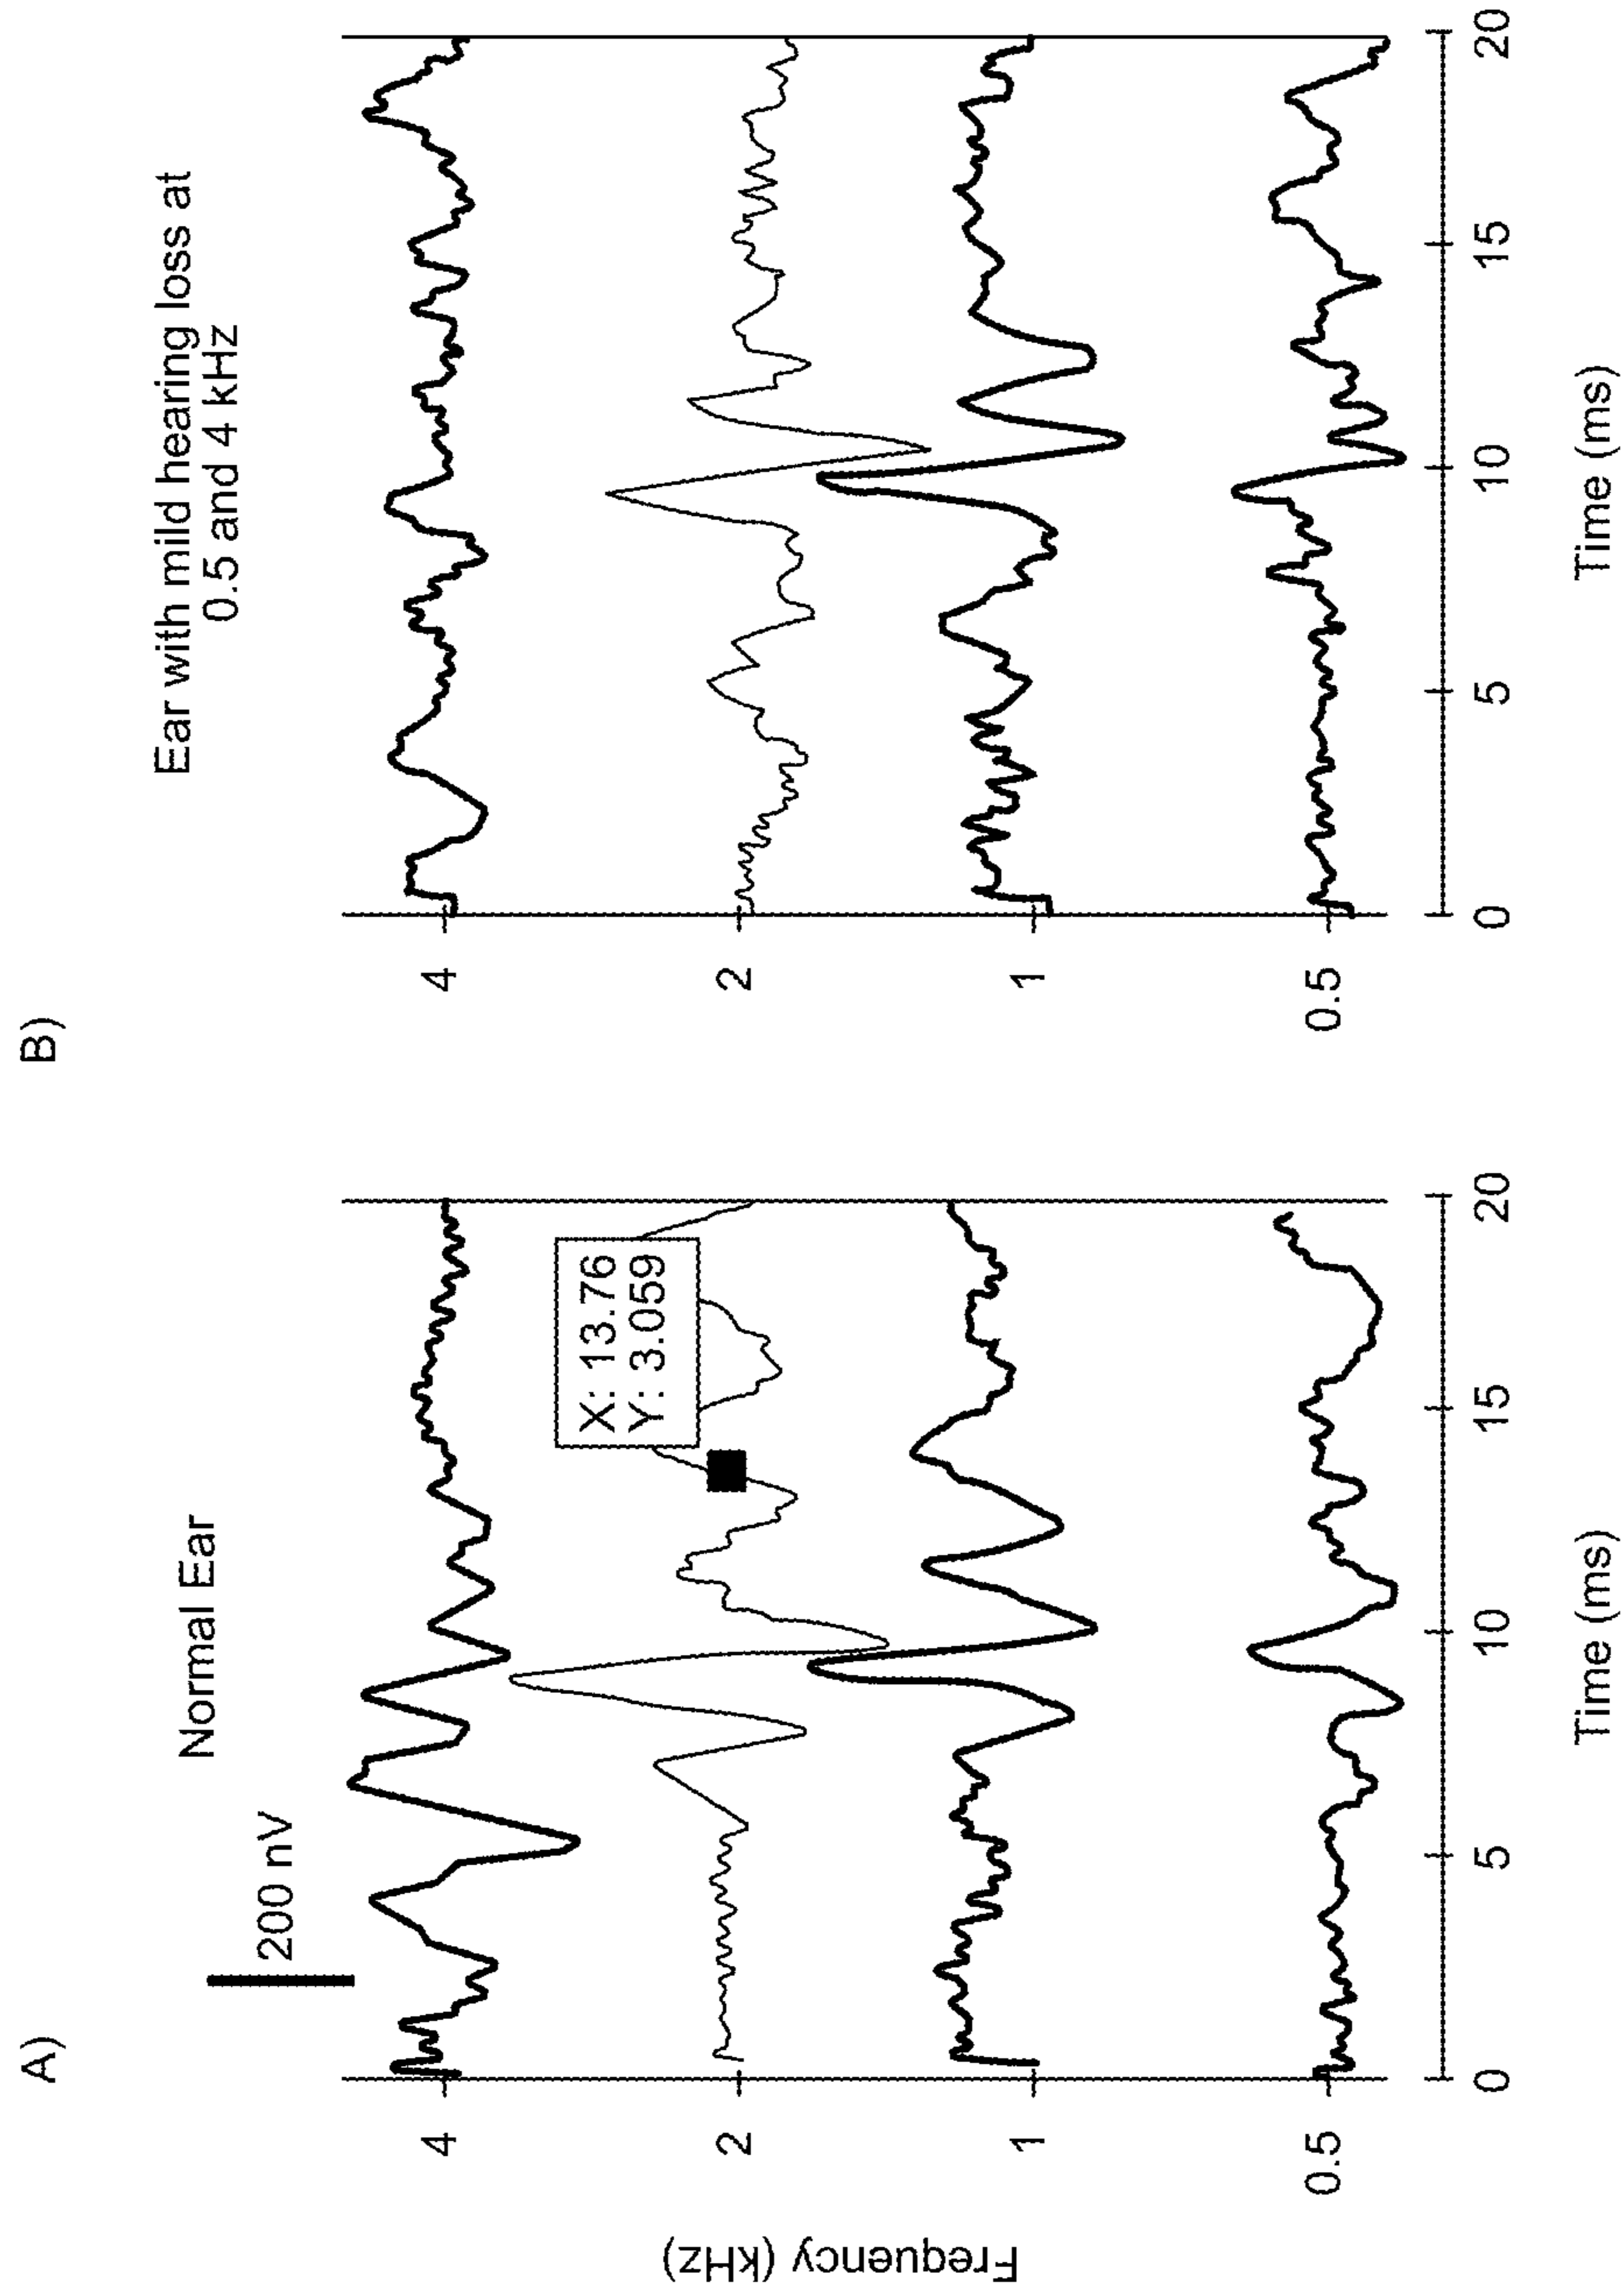 A)
Normal Ear
200 nV
4
2
1
0.5
Frequency (kHz)
X: 13.76
Y: 3.059
0
5
10
15
20
Time (ms)
B)
Ear with mild hearing loss at
0.5 and 4 kHz
4
2
1
0.5
0
5
10
15
20
Time (ms)